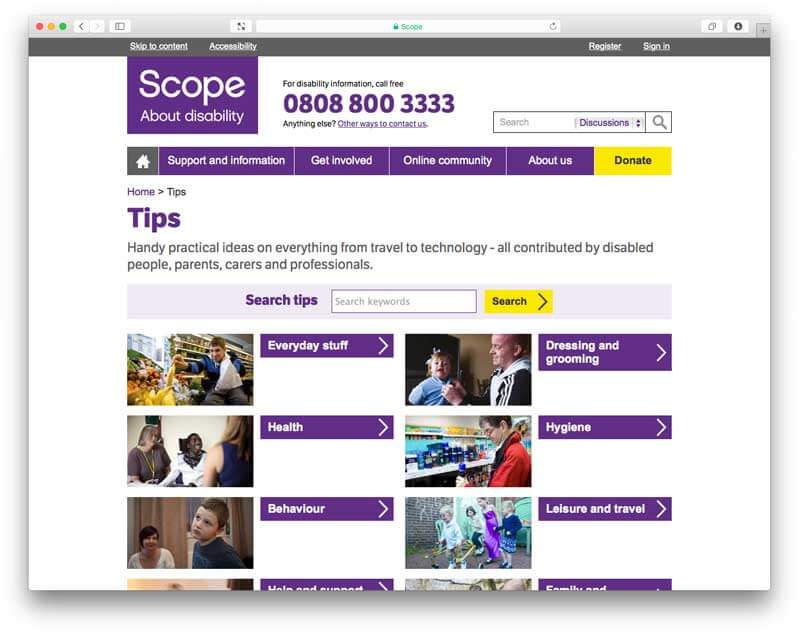 Scope
Skip to content
Accessibility
Register
Sign in
Scope
About disability
For disability information, call free
0808 800 3333
Anything else? Other ways to contact us.
Search
Discussions
Support and information
Get involved
Online community
About us
Donate
Home > Tips
Tips
Handy practical ideas on everything from travel to technology - all contributed by disabled
people, parents, carers and professionals.
Search tips
Search keywords
Search
Everyday stuff
Dressing and
grooming
Health
Hygiene
Behaviour
Leisure and travel
Help and support
Family and